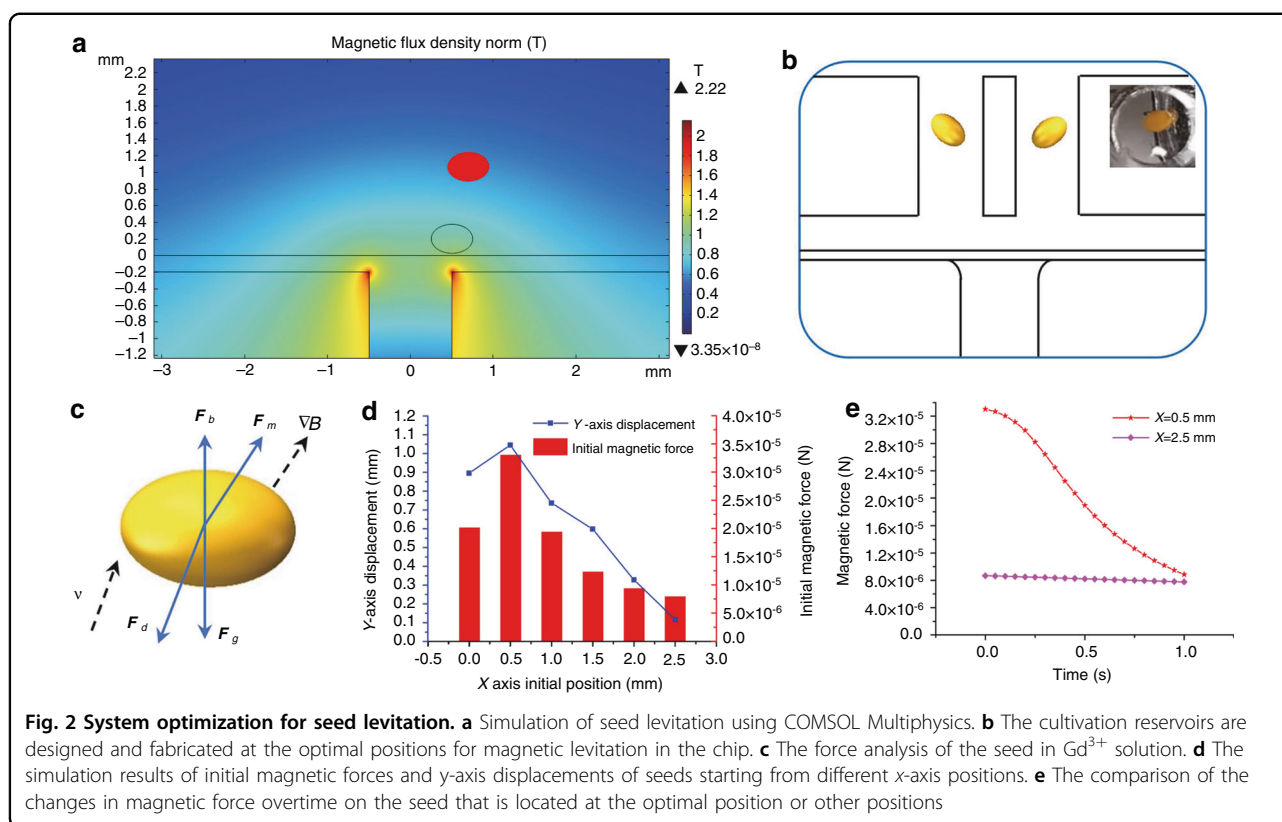 a
Magnetic flux density norm (T)
mm
2.2
2
1.8
1.6
1.4
1.2
1
0.8
0.6
0.4
0.2
0
−0.2
−0.4
−0.6
−0.8
−1
−1.2
−3
−2
−1
0
1
2
mm
T
▲ 2.22
2
1.8
1.6
1.4
1.2
1
0.8
0.6
0.4
0.2
0
▼ 3.35×10⁻⁸
b
c
F b
F m
∇B
v
F d
F g
d
Y-axis displacement (mm)
1.2
1.1
1.0
0.9
0.8
0.7
0.6
0.5
0.4
0.3
0.2
0.1
0.0
-0.5
0.0
0.5
1.0
1.5
2.0
2.5
3.0
X axis initial position (mm)
Y -axis displacement
Initial magnetic force
4.0×10⁻⁵
3.5×10⁻⁵
3.0×10⁻⁵
2.5×10⁻⁵
2.0×10⁻⁵
1.5×10⁻⁵
1.0×10⁻⁵
5.0×10⁻⁶
0.0
Initial magnetic force (N)
e
Magnetic force (N)
3.2×10⁻⁵
2.8×10⁻⁵
2.4×10⁻⁵
2.0×10⁻⁵
1.6×10⁻⁵
1.2×10⁻⁵
8.0×10⁻⁶
4.0×10⁻⁶
0.0
X=0.5 mm
X=2.5 mm
0.0
0.5
1.0
Time (s)
Fig. 2 System optimization for seed levitation. a Simulation of seed levitation using COMSOL Multiphysics. b The cultivation reservoirs are
designed and fabricated at the optimal positions for magnetic levitation in the chip. c The force analysis of the seed in Gd³⁺ solution. d The
simulation results of initial magnetic forces and y-axis displacements of seeds starting from different x-axis positions. e The comparison of the
changes in magnetic force overtime on the seed that is located at the optimal position or other positions